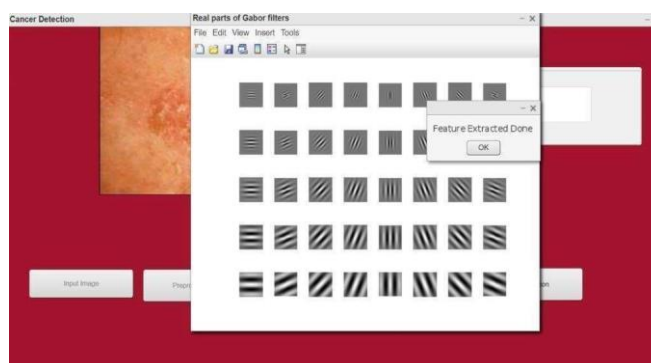 Cancer Detection
Real parts of Gabor filters
File Edit View Insert Tools
Feature Extracted Done
OK
Input Image